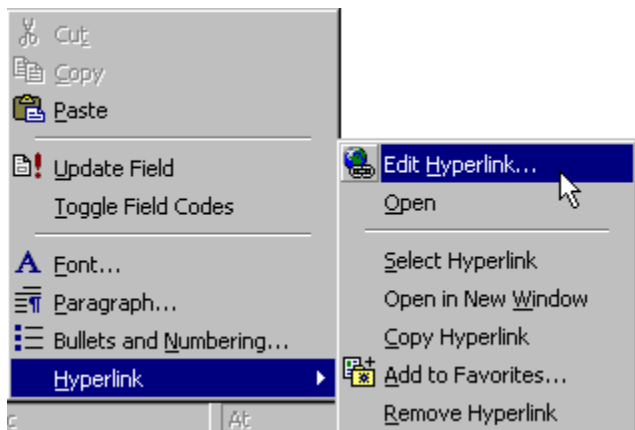 Cut
Copy
Paste
Update Field
Toggle Field Codes
Font...
Paragraph...
Bullets and Numbering...
Hyperlink
Edit Hyperlink...
Open
Select Hyperlink
Open in New Window
Copy Hyperlink
Add to Favorites...
Remove Hyperlink
At